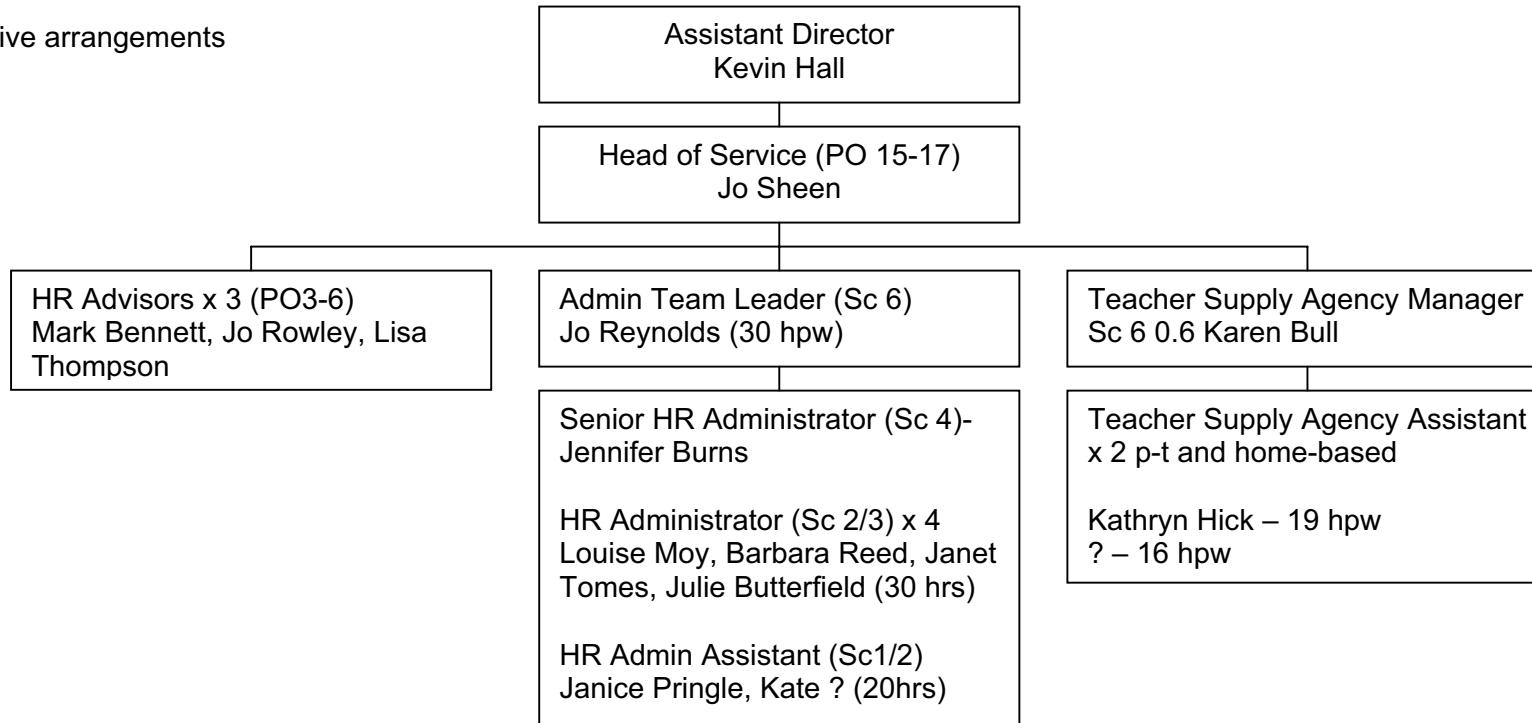 ive arrangements
Assistant Director
Kevin Hall
Head of Service (PO 15-17)
Jo Sheen
HR Advisors x 3 (PO3-6)
Mark Bennett, Jo Rowley, Lisa
Thompson
Admin Team Leader (Sc 6)
Jo Reynolds (30 hpw)
Teacher Supply Agency Manager
Sc 6 0.6 Karen Bull
Senior HR Administrator (Sc 4)-
Jennifer Burns
HR Administrator (Sc 2/3) x 4
Louise Moy, Barbara Reed, Janet
Tomes, Julie Butterfield (30 hrs)
HR Admin Assistant (Sc1/2)
Janice Pringle, Kate ? (20hrs)
Teacher Supply Agency Assistant
x 2 p-t and home-based
Kathryn Hick – 19 hpw
? – 16 hpw